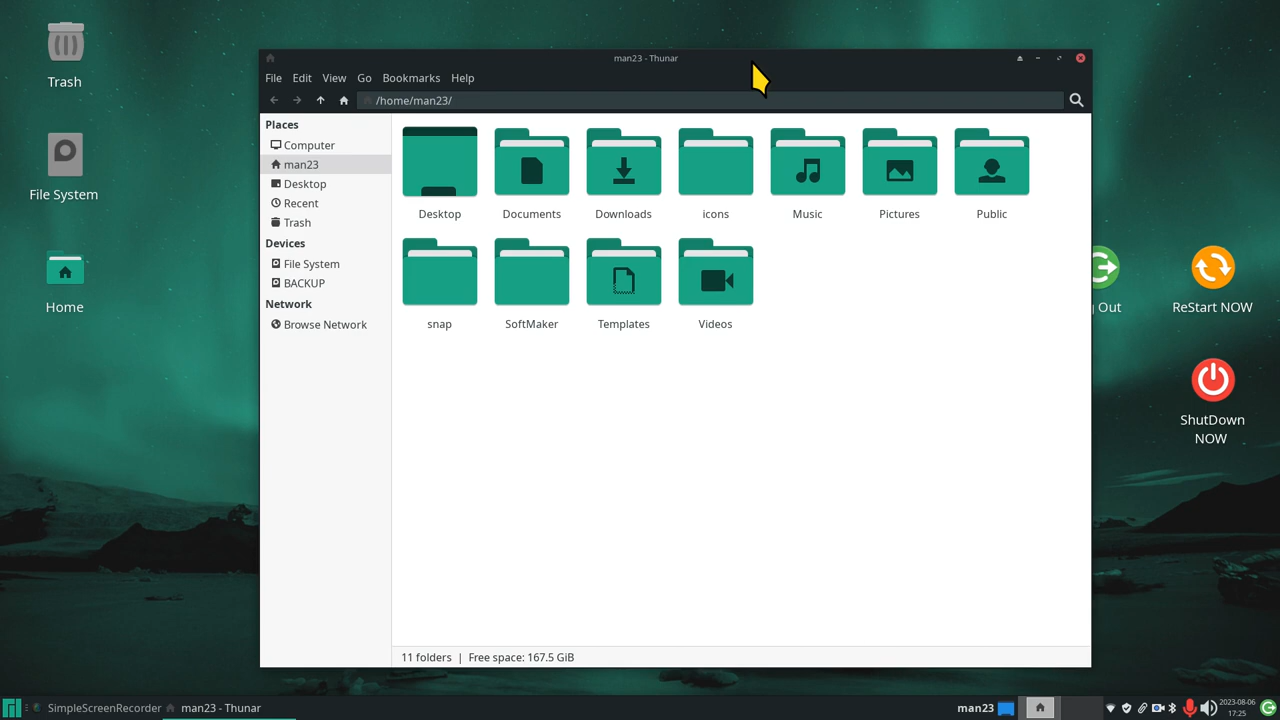 Trash
File System
Home
man23 - Thunar
File Edit View Go Bookmarks Help
/home/man23/
Places
Computer
man23
Desktop
Recent
Trash
Devices
File System
BACKUP
Network
Browse Network
Desktop Documents Downloads icons Music Pictures Public
snap SoftMaker Templates Videos
11 folders | Free space: 167.5 GiB
Out
ReStart NOW
ShutDown
NOW
SimpleScreenRecorder
man23 - Thunar
man23
2023-08-06
17:25